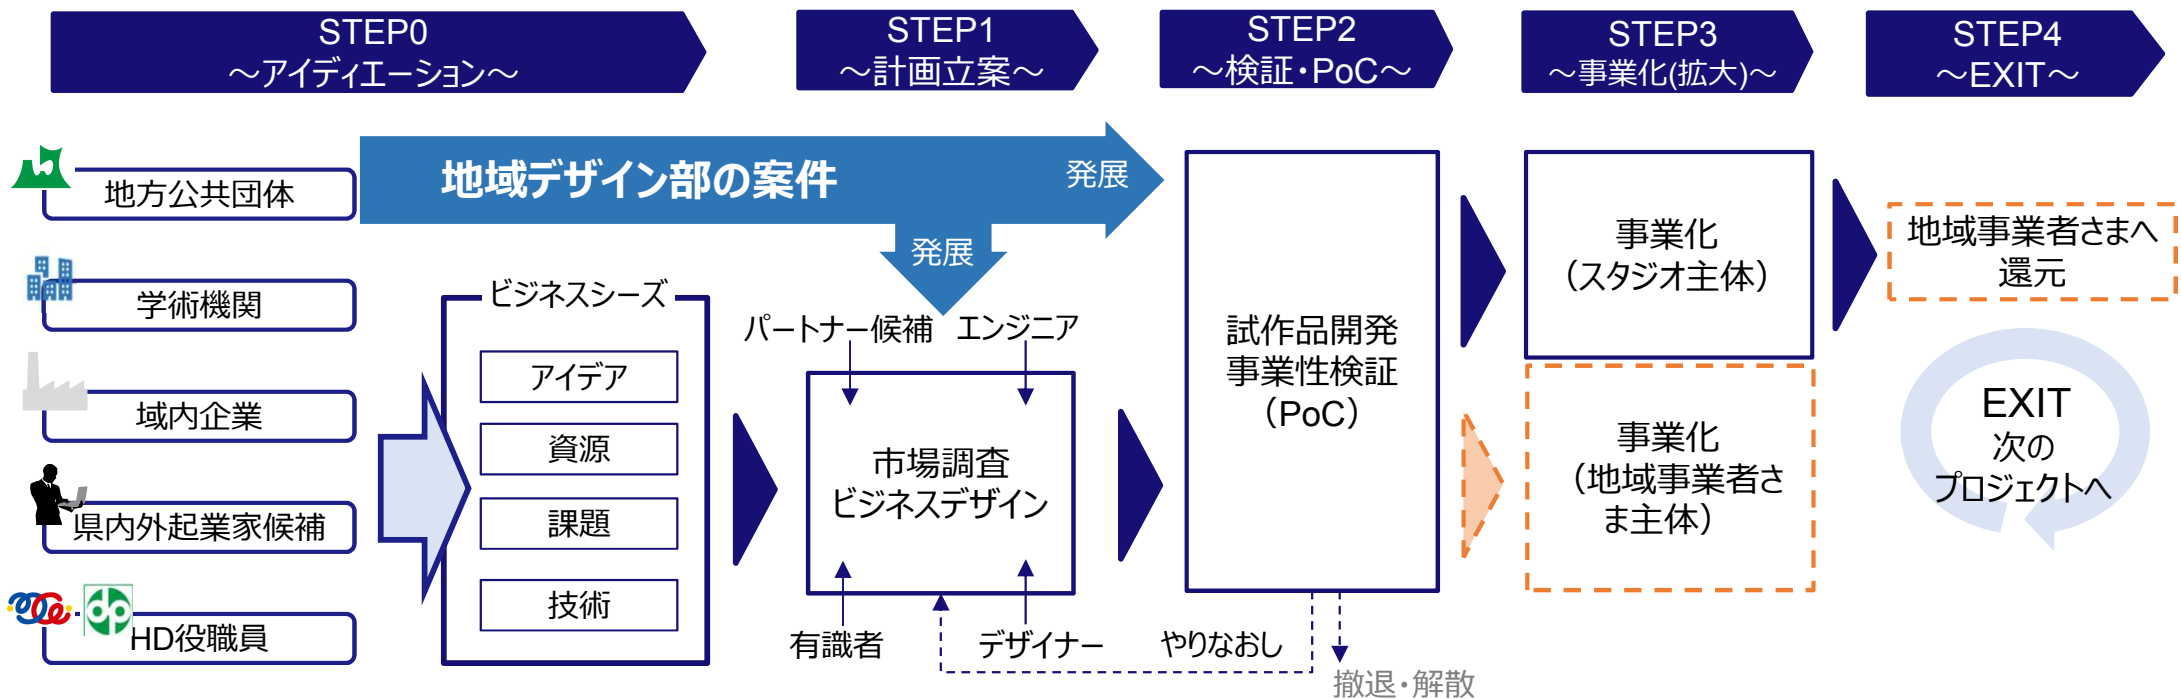 STEP0
～アイディエーション～
STEP1
～計画立案～
STEP2
～検証・PoC～
STEP3
～事業化(拡大)～
STEP4
～EXIT～
地方公共団体
学術機関
域内企業
県内外起業家候補
HD役職員
地域デザイン部の案件
発展
発展
ビジネスシーズ
アイデア
資源
課題
技術
パートナー候補
エンジニア
市場調査
ビジネスデザイン
有識者
デザイナー
やりなおし
試作品開発
事業性検証
（PoC）
撤退・解散
事業化
（スタジオ主体）
事業化
（地域事業者さ
ま主体）
地域事業者さまへ
還元
EXIT
次の
プロジェクトへ